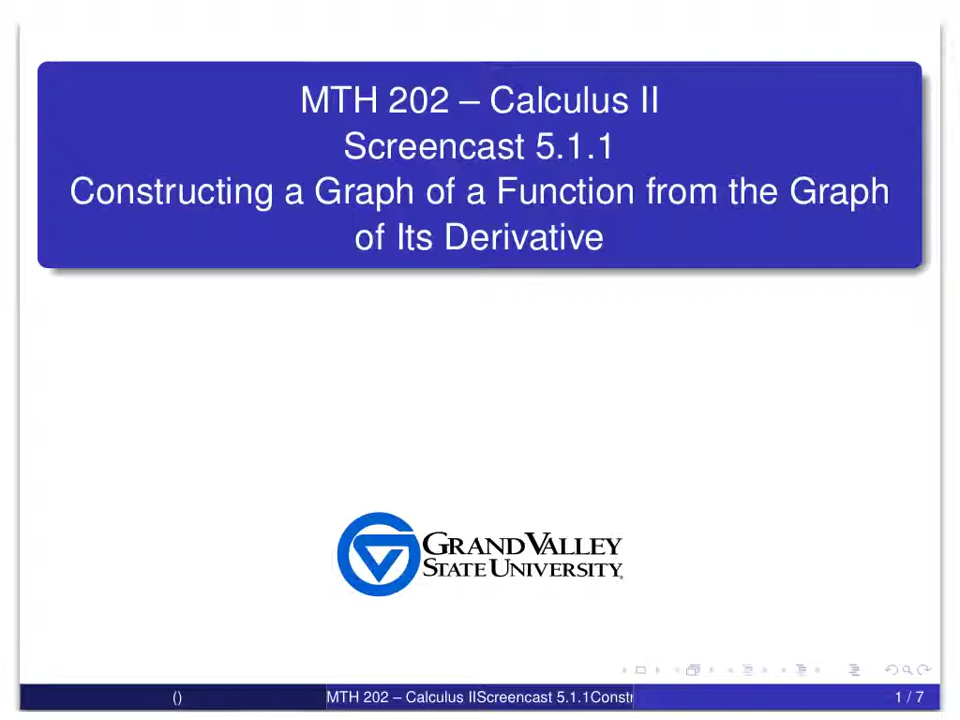 MTH 202 – Calculus II
Screencast 5.1.1
Constructing a Graph of a Function from the Graph
of Its Derivative
GRAND VALLEY
STATE UNIVERSITY.
() MTH 202 – Calculus IIScreencast 5.1.1Constr 1 / 7